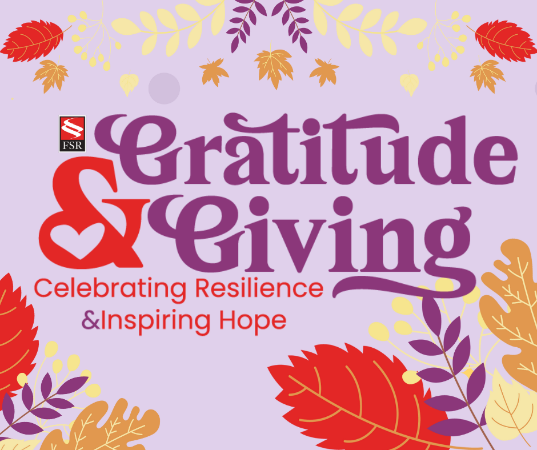 FSR
Gratitude
& Giving
Celebrating Resilience
&Inspiring Hope